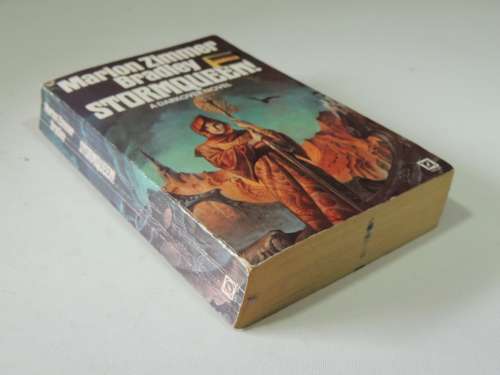 Marion Zimmer
Bradley
STORMQUEEN!
A DARKOVER NOVEL